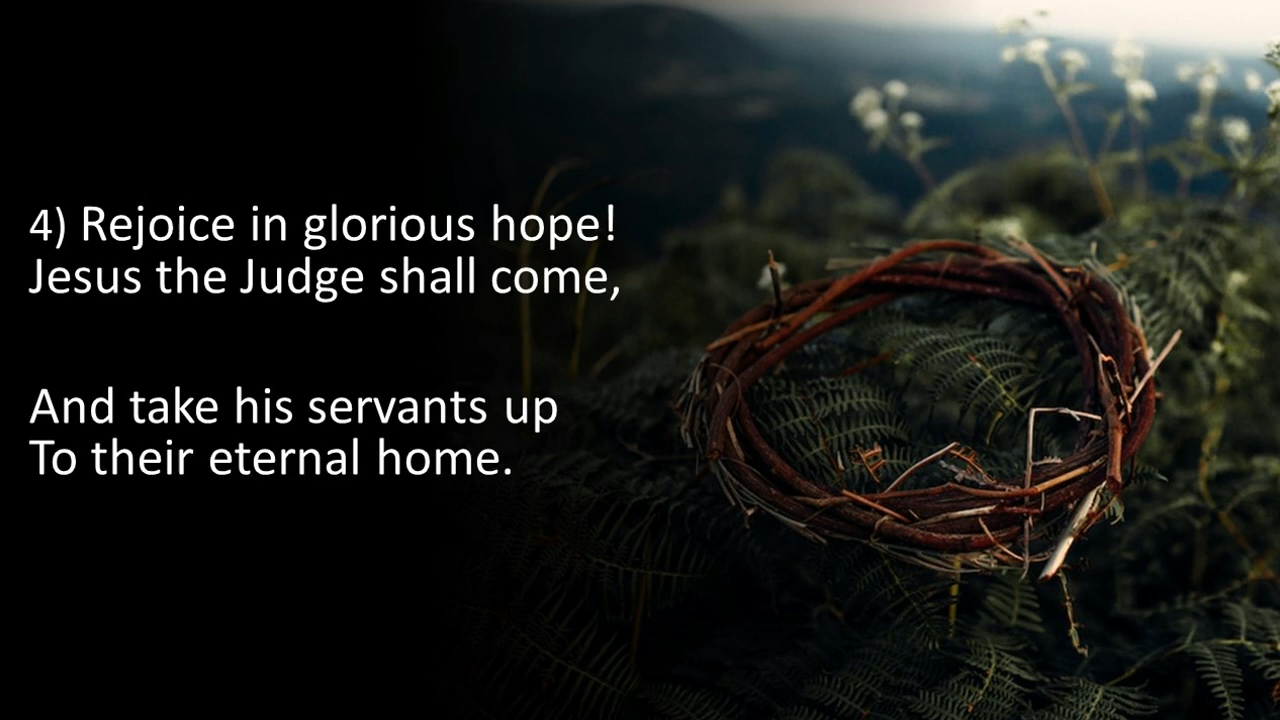 4) Rejoice in glorious hope!
Jesus the Judge shall come,
And take his servants up
To their eternal home.